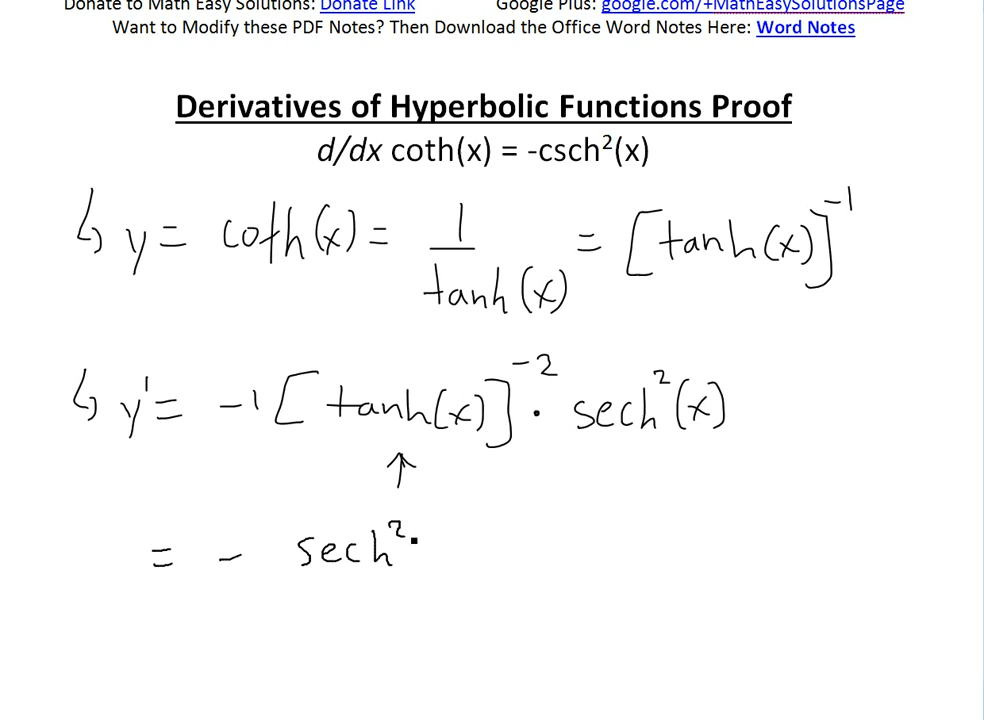 Donate to Math Easy Solutions: Donate Link Google Plus: google.com/+MathEasySolutionsPage
Want to Modify these PDF Notes? Then Download the Office Word Notes Here: Word Notes
Derivatives of Hyperbolic Functions Proof
d/dx coth(x) = -csch²(x)
↳ y = coth(x) = 1/tanh(x) = [tanh(x)]⁻¹
↳ y' = -1[tanh(x)]⁻² · sech²(x)
↑
= - sech²